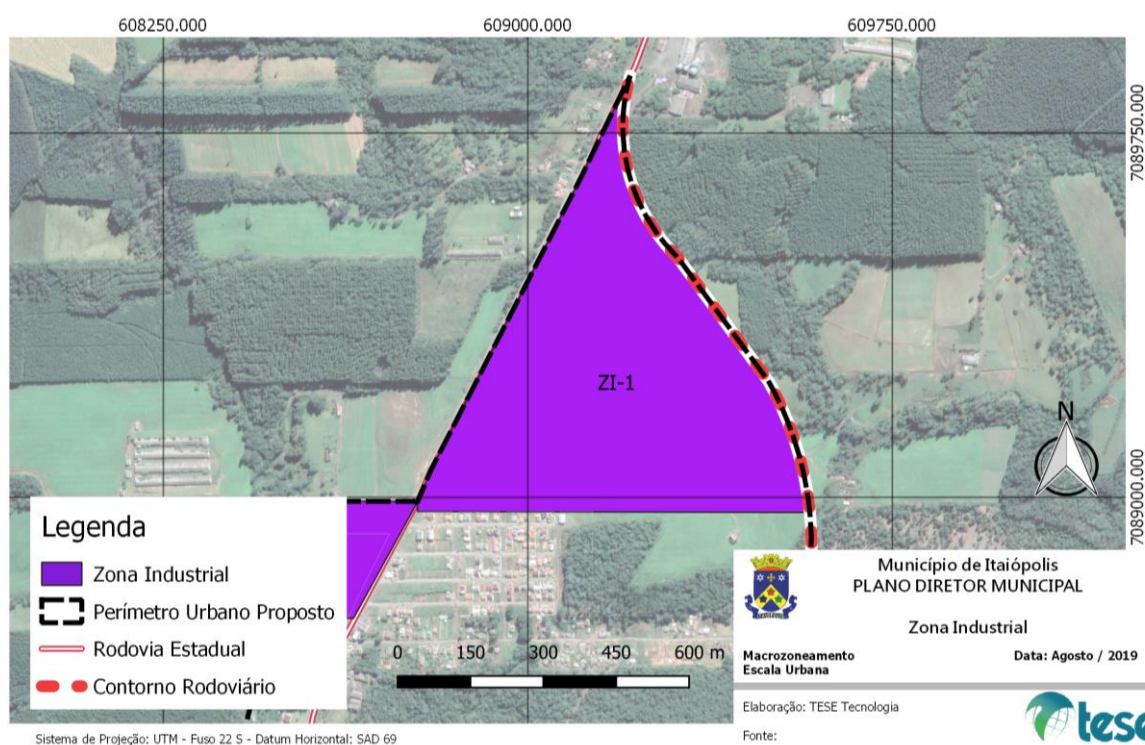 608250.000 609000.000 609750.000
7089750.000
ZI-1
N
7089000.000
Legenda
Zona Industrial
Perímetro Urbano Proposto
Rodovia Estadual
Contorno Rodoviário
0 150 300 450 600 m
Município de Itaiópolis
PLANO DIRETOR MUNICIPAL
Zona Industrial
Macrozoneamento
Escala Urbana
Data: Agosto / 2019
Elaboração: TESE Tecnologia
Fonte:
tese
Sistema de Projeção: UTM - Fuso 22 S - Datum Horizontal: SAD 69